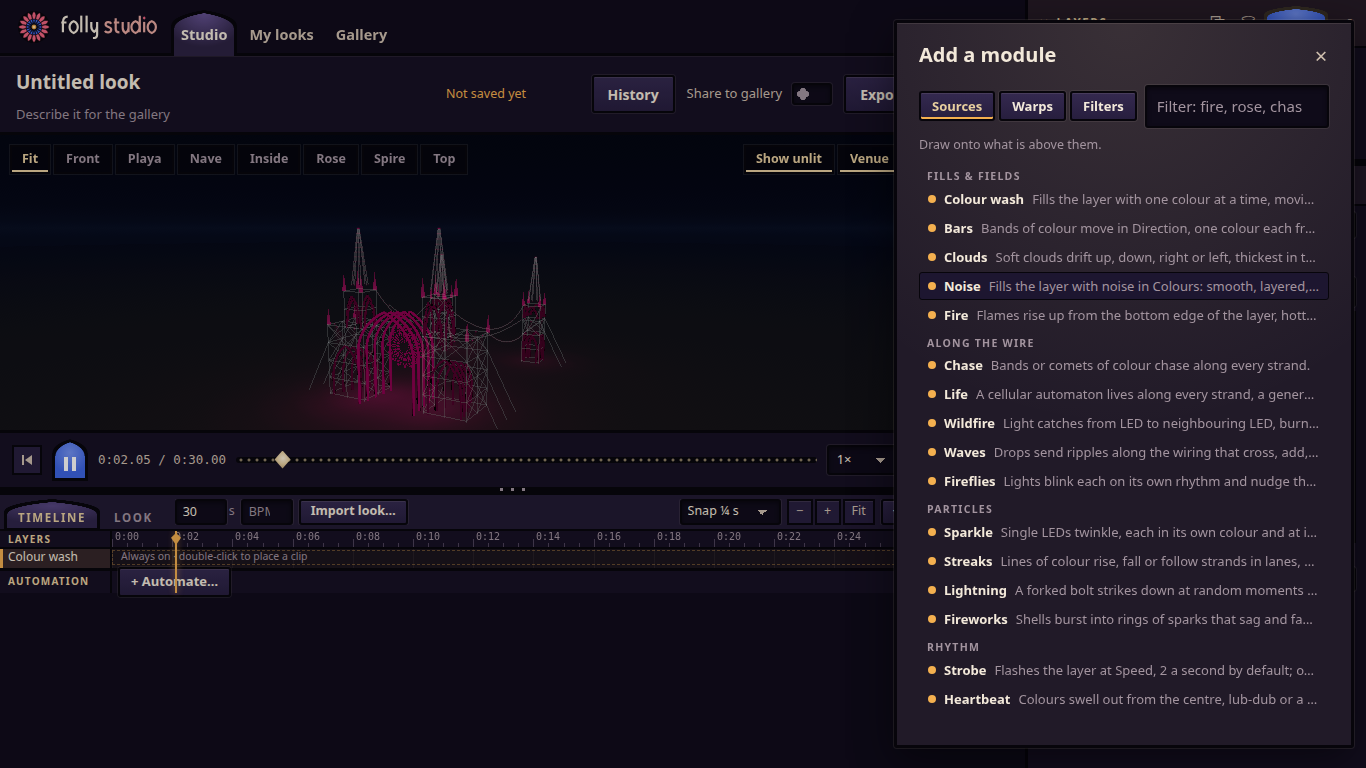 folly studio
Studio
My looks
Gallery
Untitled look
Describe it for the gallery
Not saved yet
History
Share to gallery
Fit
Front
Playa
Nave
Inside
Rose
Spire
Top
Show unlit
Venue
0:02.05 / 0:30.00
1×
TIMELINE
LOOK
30
s
BPM
Import look...
Snap ¼ s
−
+
Fit
LAYERS
0:00
0:02
0:04
0:06
0:08
0:10
0:12
0:14
0:16
0:18
0:20
0:22
0:24
Colour wash
Always on · double-click to place a clip
AUTOMATION
+ Automate...
Add a module
×
Sources
Warps
Filters
Filter: fire, rose, chas
Draw onto what is above them.
FILLS & FIELDS
Colour wash Fills the layer with one colour at a time, movi...
Bars Bands of colour move in Direction, one colour each fr...
Clouds Soft clouds drift up, down, right or left, thickest in t...
Noise Fills the layer with noise in Colours: smooth, layered,...
Fire Flames rise up from the bottom edge of the layer, hott...
ALONG THE WIRE
Chase Bands or comets of colour chase along every strand.
Life A cellular automaton lives along every strand, a gener...
Wildfire Light catches from LED to neighbouring LED, burn...
Waves Drops send ripples along the wiring that cross, add,...
Fireflies Lights blink each on its own rhythm and nudge th...
PARTICLES
Sparkle Single LEDs twinkle, each in its own colour and at i...
Streaks Lines of colour rise, fall or follow strands in lanes, ...
Lightning A forked bolt strikes down at random moments ...
Fireworks Shells burst into rings of sparks that sag and fa...
RHYTHM
Strobe Flashes the layer at Speed, 2 a second by default; o...
Heartbeat Colours swell out from the centre, lub-dub or a ...